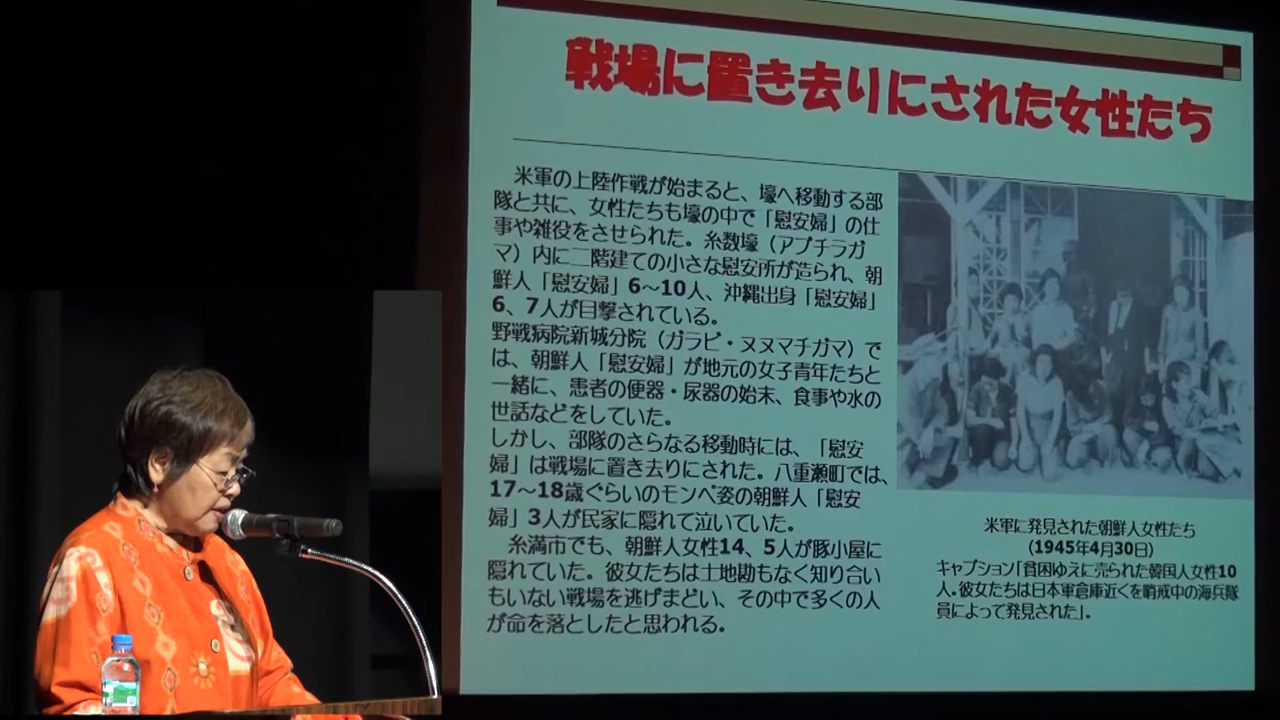 戦場に置き去りにされた女性たち
米軍の上陸作戦が始まると、壕へ移動する部
隊と共に、女性たちも壕の中で「慰安婦」の仕
事や雑役をさせられた。糸数壕（アブチラガ
マ）内に二階建ての小さな慰安所が造られ、朝
鮮人「慰安婦」6～10人、沖縄出身「慰安婦」
6、7人が目撃されている。
野戦病院新城分院（ガラビ・ヌヌマチガマ）で
は、朝鮮人「慰安婦」が地元の女子青年たちと
一緒に、患者の便器・尿器の始末、食事や水の
世話などをしていた。
しかし、部隊のさらなる移動時には、「慰安
婦」は戦場に置き去りにされた。八重瀬町では、
17～18歳ぐらいのモンペ姿の朝鮮人「慰安
婦」3人が民家に隠れて泣いていた。
糸満市でも、朝鮮人女性14、5人が豚小屋に
隠れていた。彼女たちは土地勘もなく知り合い
もいない戦場を逃げまどい、その中で多くの人
が命を落としたと思われる。
米軍に発見された朝鮮人女性たち
（1945年4月30日）
キャプション「貧困ゆえに売られた韓国人女性10
人。彼女たちは日本軍倉庫近くを哨戒中の海兵隊
員によって発見された」。